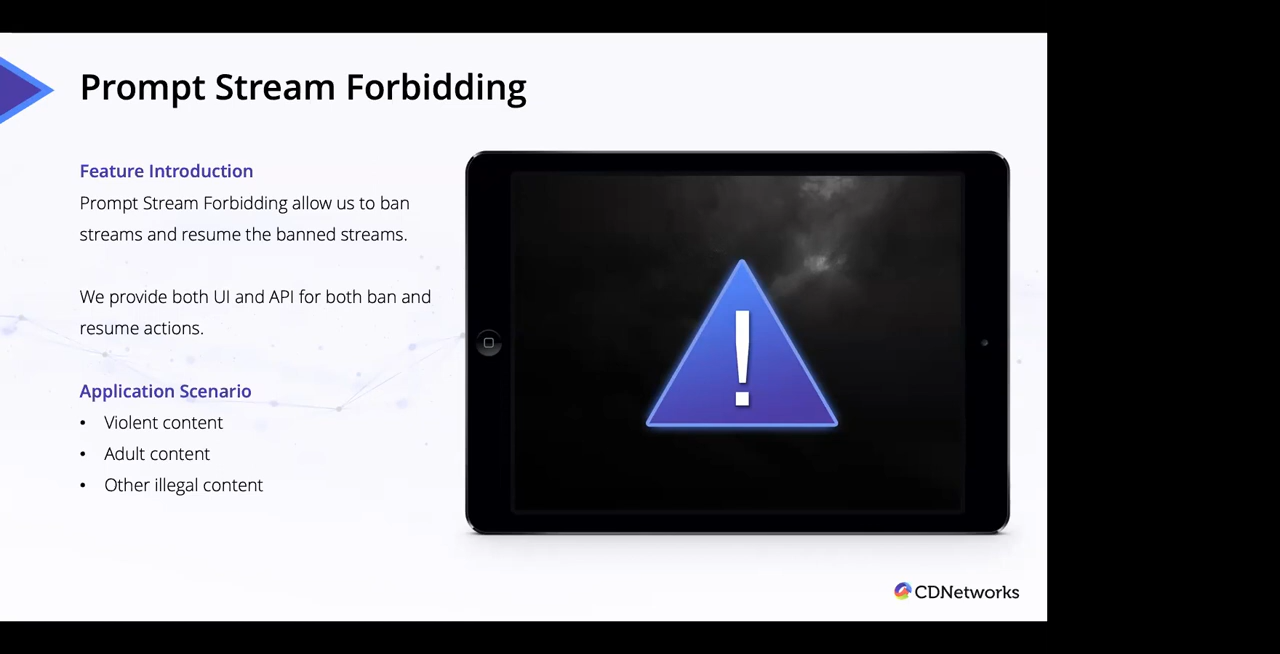 Prompt Stream Forbidding
Feature Introduction
Prompt Stream Forbidding allow us to ban
streams and resume the banned streams.
We provide both UI and API for both ban and
resume actions.
Application Scenario
• Violent content
• Adult content
• Other illegal content
!
CDNetworks